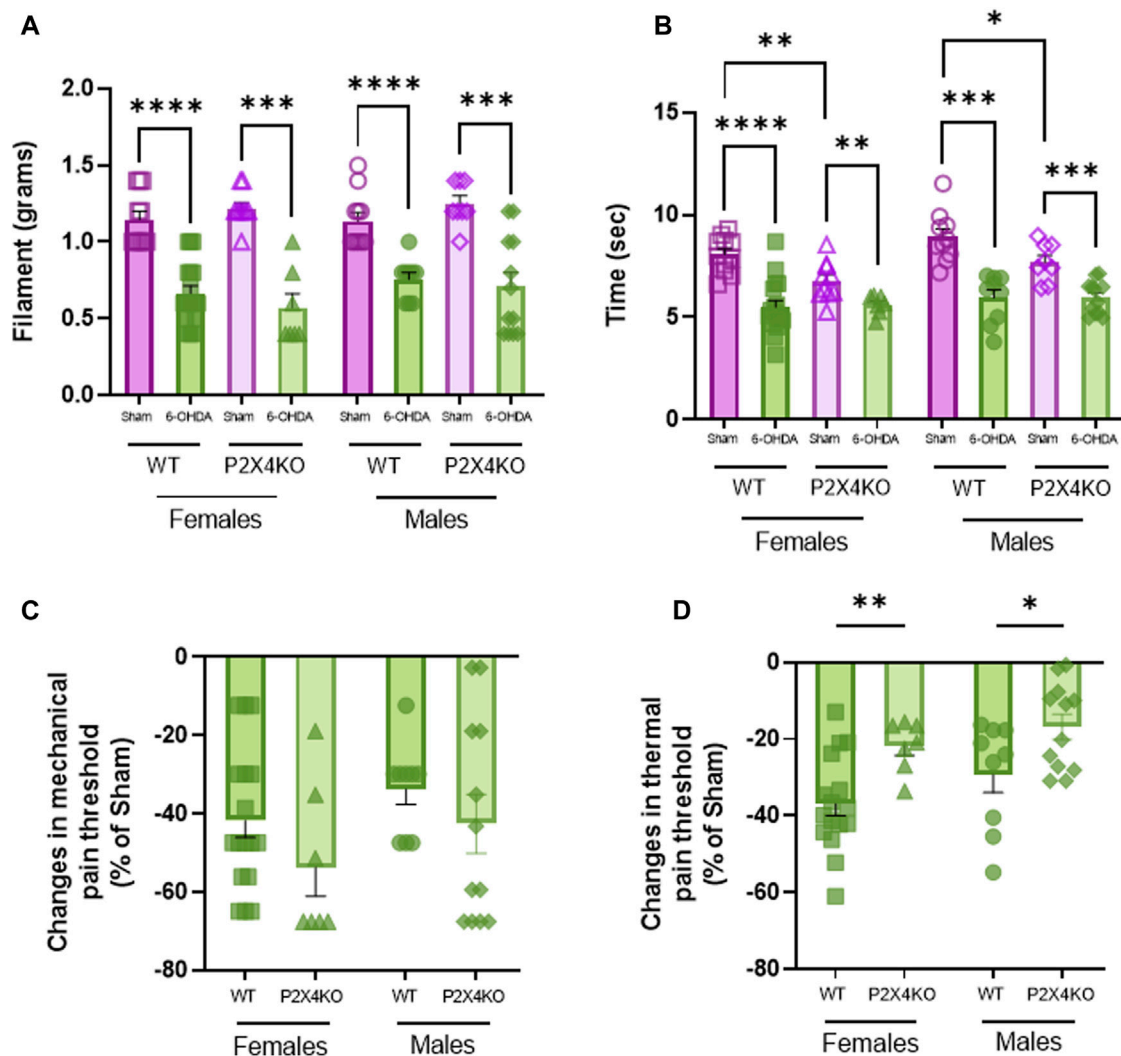 A
Filament (grams)
2.0
1.5
1.0
0.5
0.0
**** *** **** ***
Sham 6-OHDA Sham 6-OHDA Sham 6-OHDA Sham 6-OHDA
WT P2X4KO WT P2X4KO
Females Males
B
Time (sec)
15
10
5
0
** *
**** ** *** ***
Sham 6-OHDA Sham 6-OHDA Sham 6-OHDA Sham 6-OHDA
WT P2X4KO WT P2X4KO
Females Males
C
Changes in mechanical
pain threshold
(% of Sham)
0
-20
-40
-60
-80
WT P2X4KO WT P2X4KO
Females Males
D
Changes in thermal
pain threshold
(% of Sham)
** *
0
-20
-40
-60
-80
WT P2X4KO WT P2X4KO
Females Males